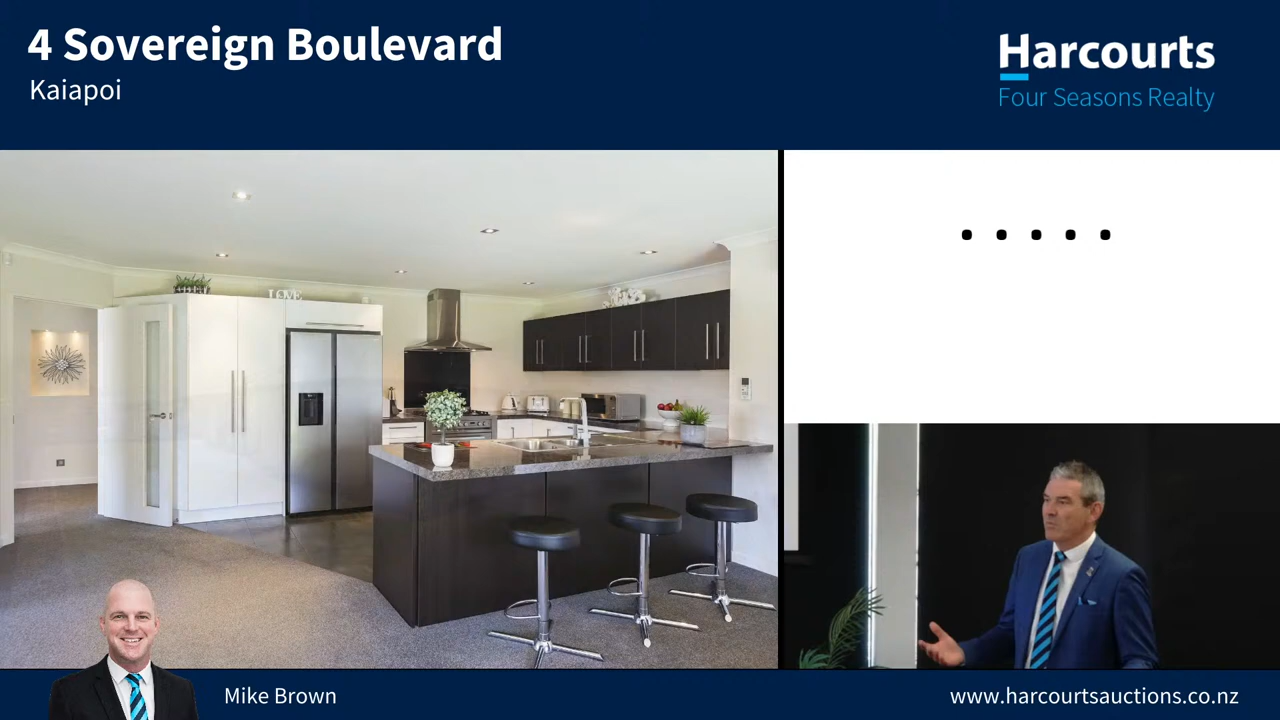 4 Sovereign Boulevard
Kaiapoi
Harcourts
Four Seasons Realty
LOVE
Mike Brown
www.harcourtsauctions.co.nz